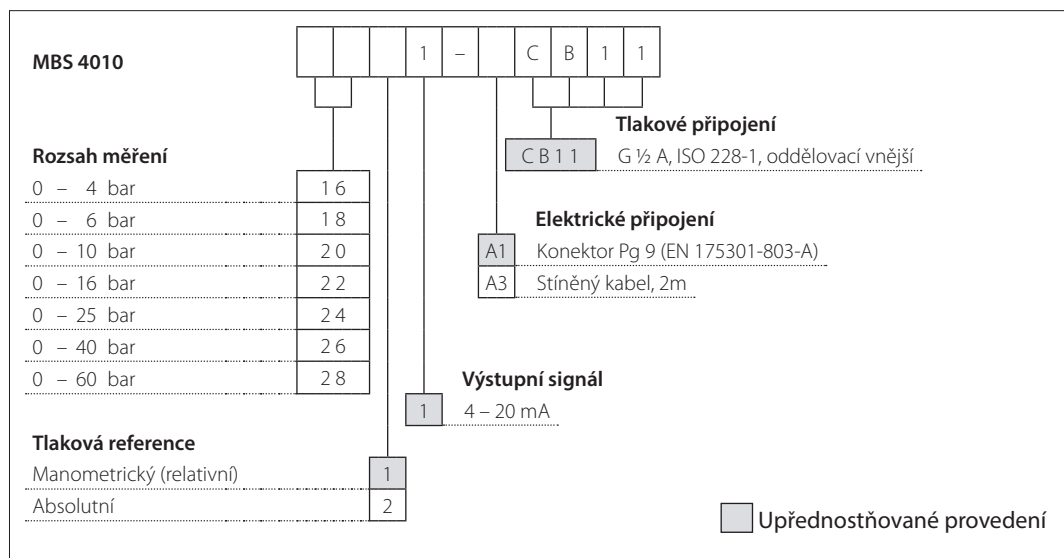 MBS 4010
1 – C B 1 1
Tlakové připojení
C B 1 1 G ½ A, ISO 228-1, oddělovací vnější
Rozsah měření
0 – 4 bar 1 6
0 – 6 bar 1 8
0 – 10 bar 2 0
0 – 16 bar 2 2
0 – 25 bar 2 4
0 – 40 bar 2 6
0 – 60 bar 2 8
Elektrické připojení
A1 Konektor Pg 9 (EN 175301-803-A)
A3 Stíněný kabel, 2m
Výstupní signál
1 4 – 20 mA
Tlaková reference
Manometrický (relativní) 1
Absolutní 2
Upřednostňované provedení